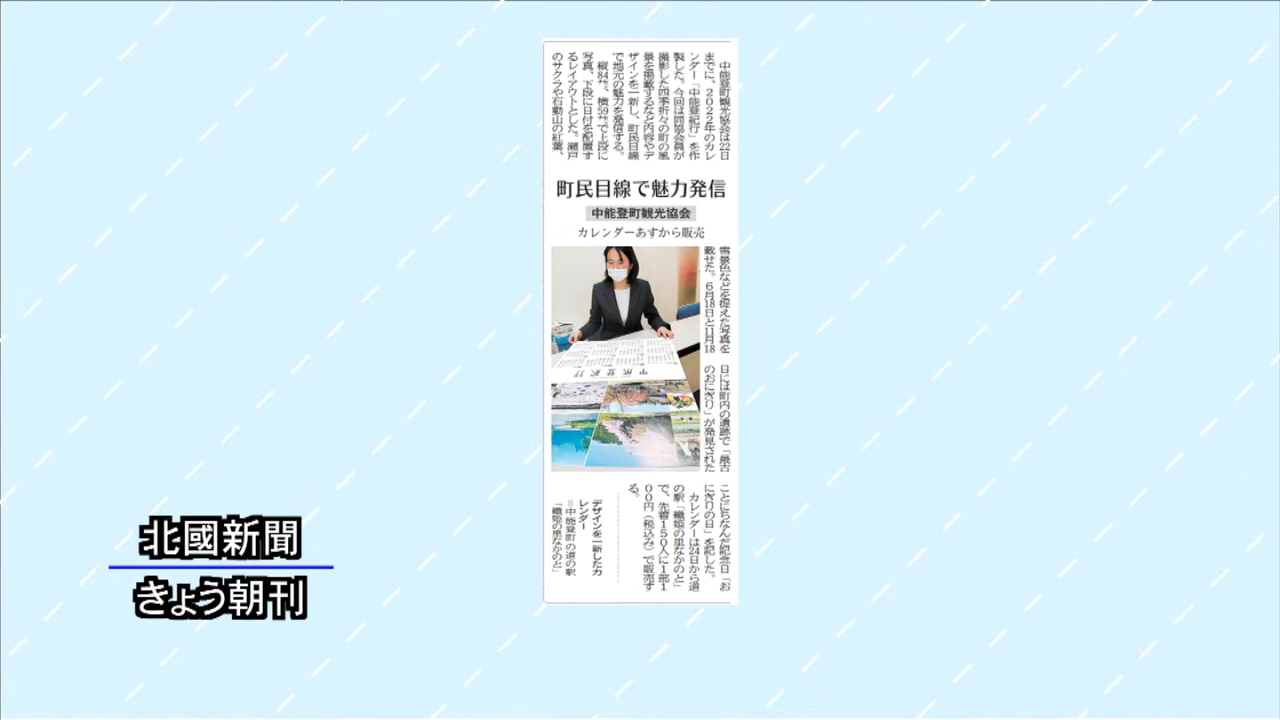 町民目線で魅力発信
中能登町観光協会
カレンダーあすから販売
中能登町観光協会は22日
までに、2022年のカレ
ンダー「中能登紀行」を作
製した。今回は同協会員が
撮影した四季折々の町の風
景を掲載するなど内容やデ
ザインを一新し、町民目線
で地元の魅力を発信する。
縦84㌢、横59㌢で上段に
写真、下段に日付を配置す
るレイアウトとした。瀬戸
のサクラや石動山の紅葉、
雪景色などを捉えた写真を
載せた。6月18日と11月18
日には町内の遺跡で「最古
のおにぎり」が発見された
ことにちなんだ記念日「お
にぎりの日」を記した。
カレンダーは24日から道
の駅「織姫の里なかのと」
で、先着150人に1部1
00円（税込み）で販売す
る。
デザインを一新したカ
レンダー
＝中能登町の道の駅
「織姫の里なかのと」
中能登紀行
北國新聞
きょう朝刊